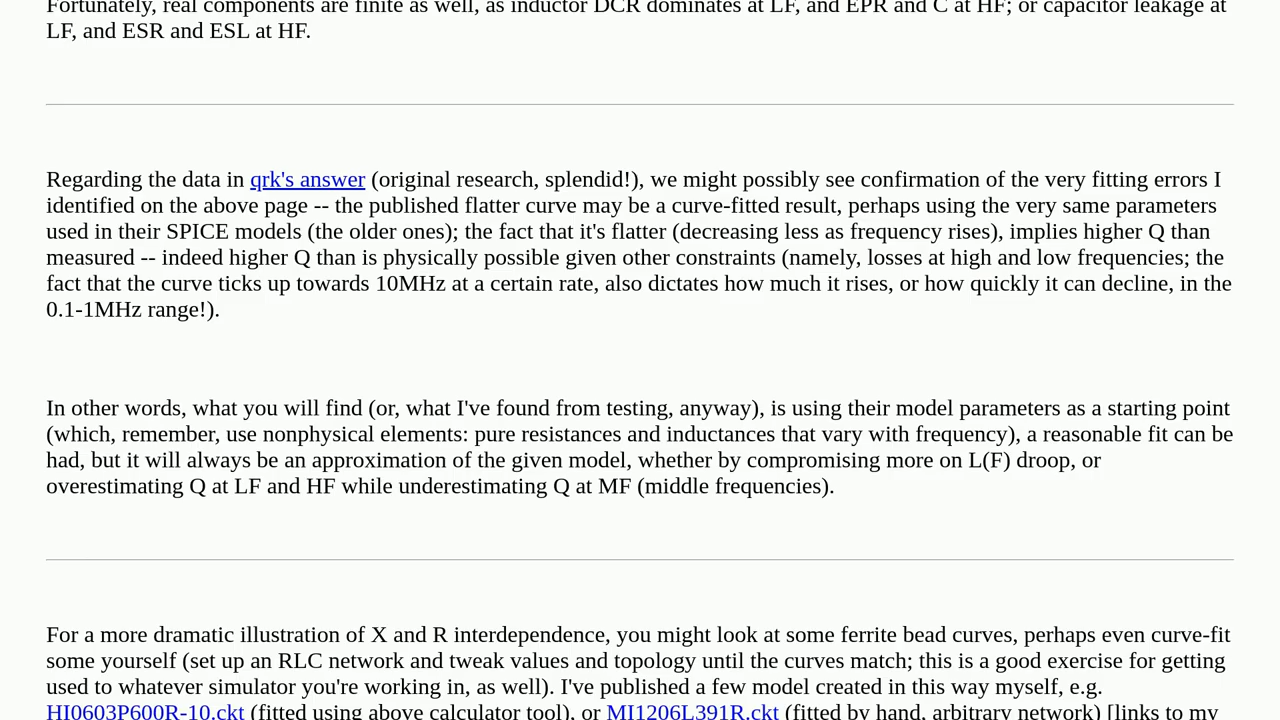 Fortunately, real components are finite as well, as inductor DCR dominates at LF, and EPR and C at HF; or capacitor leakage at
LF, and ESR and ESL at HF.
Regarding the data in qrk's answer (original research, splendid!), we might possibly see confirmation of the very fitting errors I
identified on the above page -- the published flatter curve may be a curve-fitted result, perhaps using the very same parameters
used in their SPICE models (the older ones); the fact that it's flatter (decreasing less as frequency rises), implies higher Q than
measured -- indeed higher Q than is physically possible given other constraints (namely, losses at high and low frequencies; the
fact that the curve ticks up towards 10MHz at a certain rate, also dictates how much it rises, or how quickly it can decline, in the
0.1-1MHz range!).
In other words, what you will find (or, what I've found from testing, anyway), is using their model parameters as a starting point
(which, remember, use nonphysical elements: pure resistances and inductances that vary with frequency), a reasonable fit can be
had, but it will always be an approximation of the given model, whether by compromising more on L(F) droop, or
overestimating Q at LF and HF while underestimating Q at MF (middle frequencies).
For a more dramatic illustration of X and R interdependence, you might look at some ferrite bead curves, perhaps even curve-fit
some yourself (set up an RLC network and tweak values and topology until the curves match; this is a good exercise for getting
used to whatever simulator you're working in, as well). I've published a few model created in this way myself, e.g.
HI0603P600R-10.ckt (fitted using above calculator tool), or MI1206L391R.ckt (fitted by hand, arbitrary network) [links to my